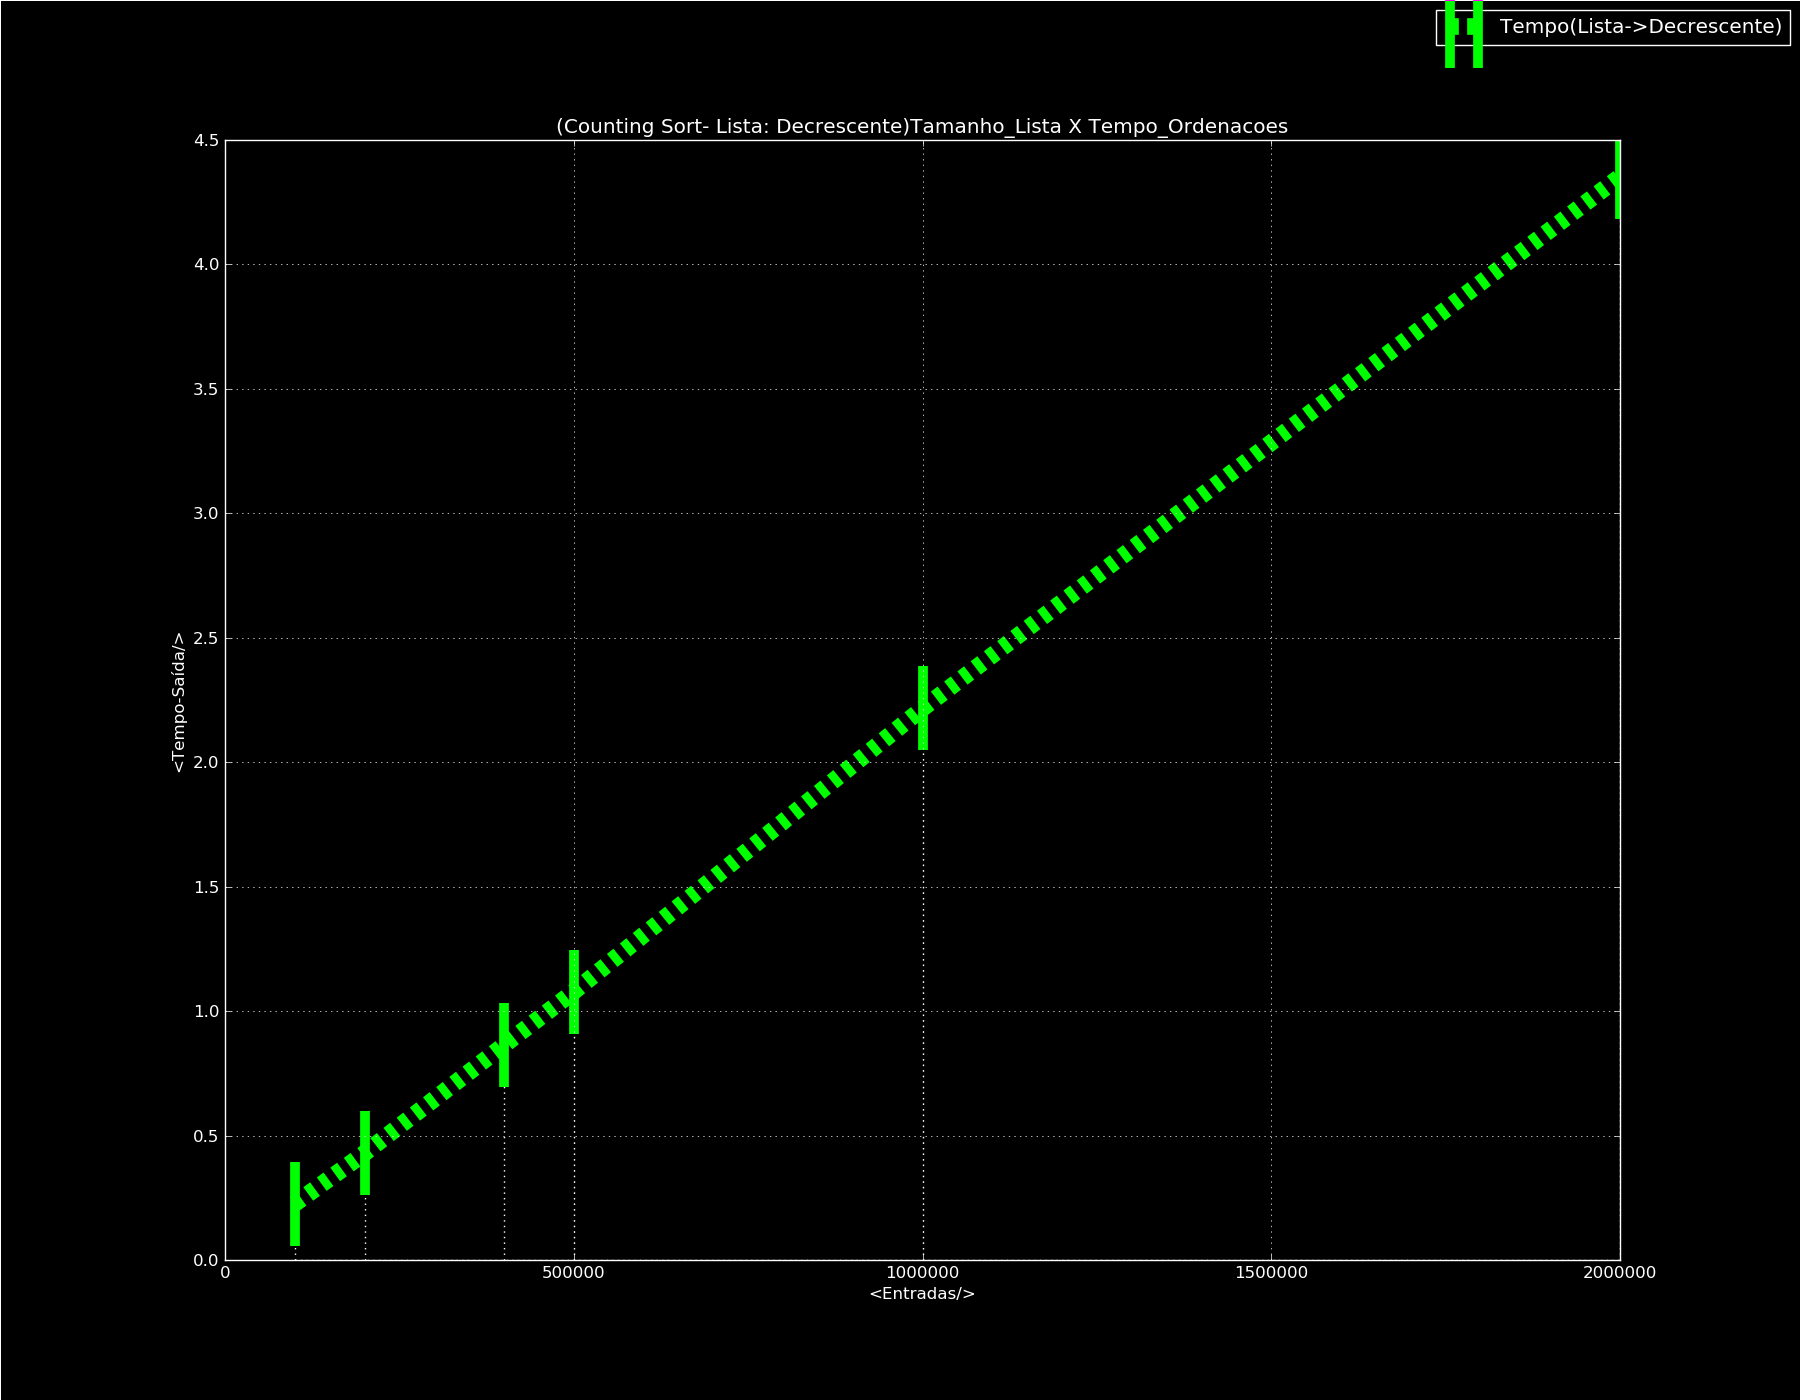 Tempo(Lista->Decrescente)
(Counting Sort- Lista: Decrescente)Tamanho_Lista X Tempo_Ordenacoes
4.5
4.0
3.5
3.0
2.5
2.0
1.5
1.0
0.5
0.0
<Tempo-Saída/>
0 500000 1000000 1500000 2000000
<Entradas/>